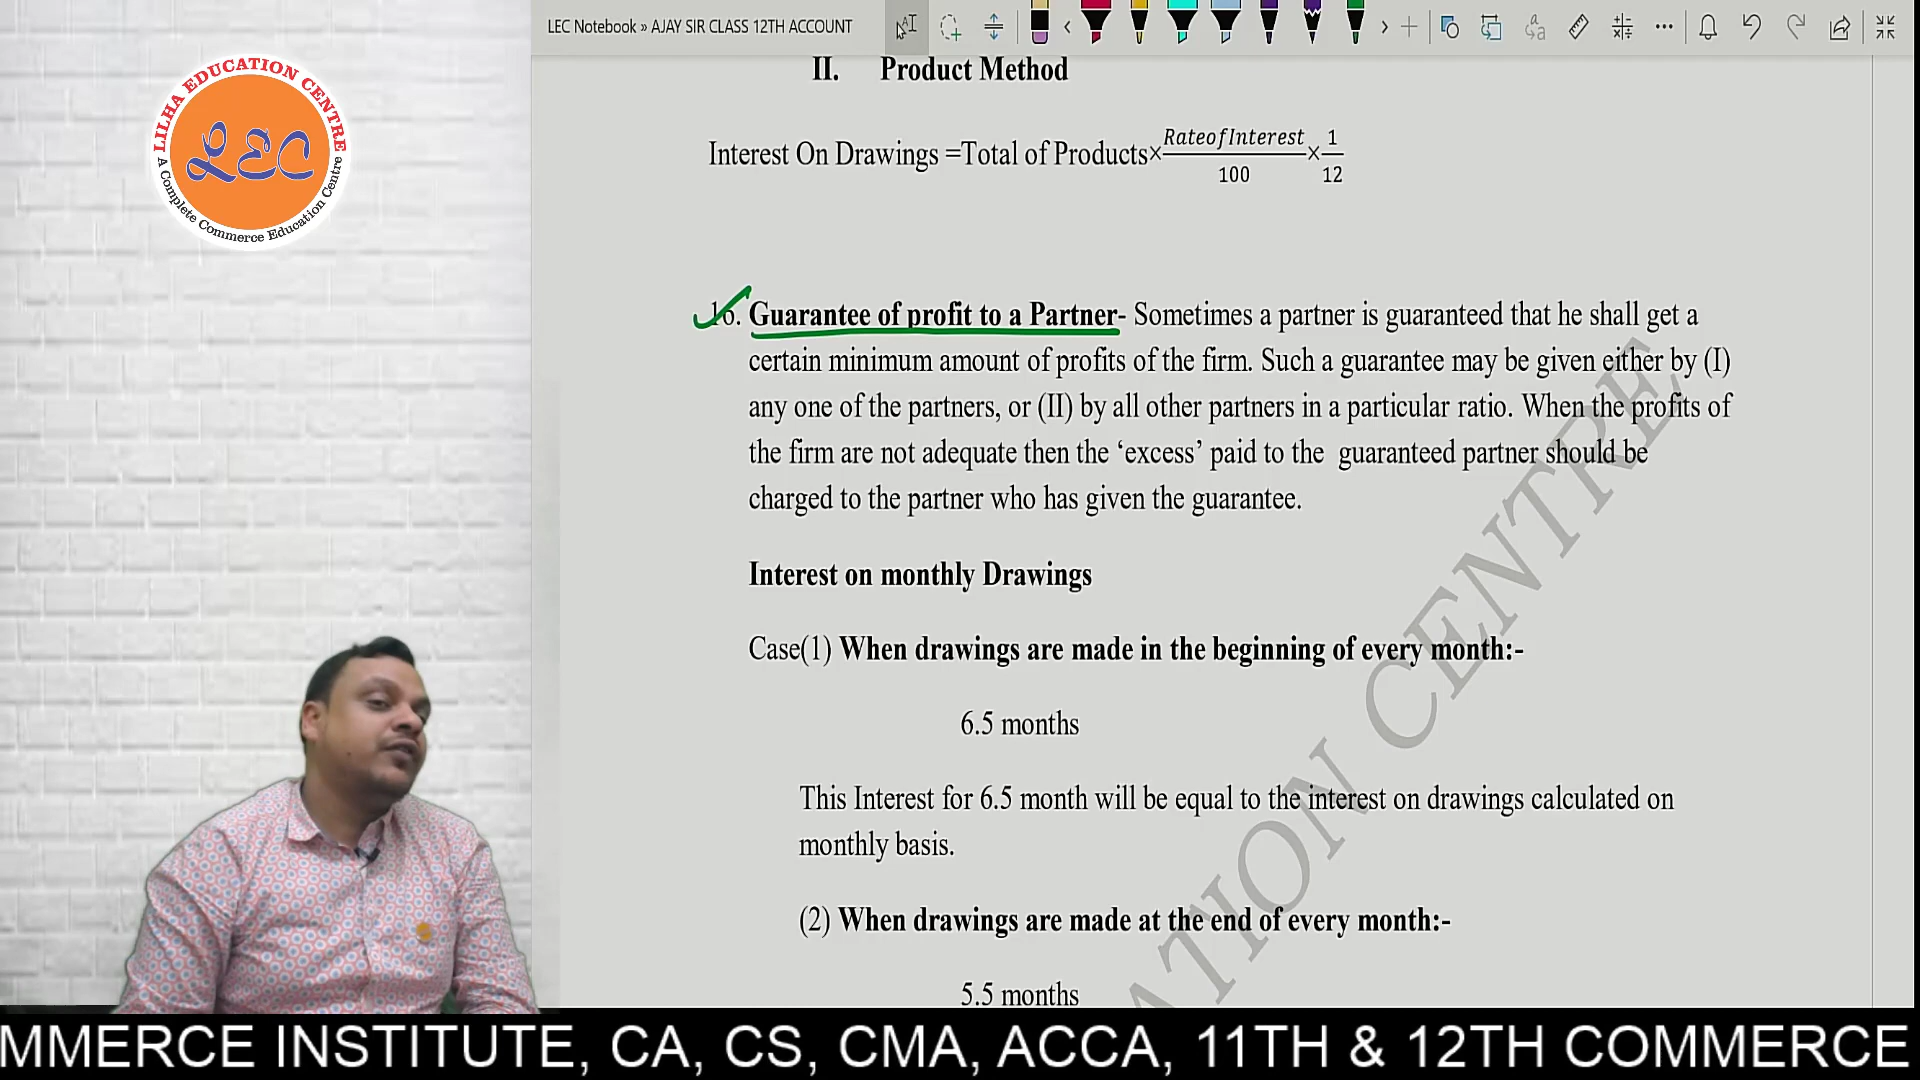 LEC Notebook » AJAY SIR CLASS 12TH ACCOUNT
LILHA EDUCATION CENTRE
LEC
A Complete Commerce Education Centre
II. Product Method
Interest On Drawings =Total of Products× RateofInterest/100 × 1/12
16. Guarantee of profit to a Partner- Sometimes a partner is guaranteed that he shall get a
certain minimum amount of profits of the firm. Such a guarantee may be given either by (I)
any one of the partners, or (II) by all other partners in a particular ratio. When the profits of
the firm are not adequate then the ‘excess’ paid to the guaranteed partner should be
charged to the partner who has given the guarantee.
Interest on monthly Drawings
Case(1) When drawings are made in the beginning of every month:-
6.5 months
This Interest for 6.5 month will be equal to the interest on drawings calculated on
monthly basis.
(2) When drawings are made at the end of every month:-
5.5 months
ATION CENTRE
MMERCE INSTITUTE, CA, CS, CMA, ACCA, 11TH & 12TH COMMERCE